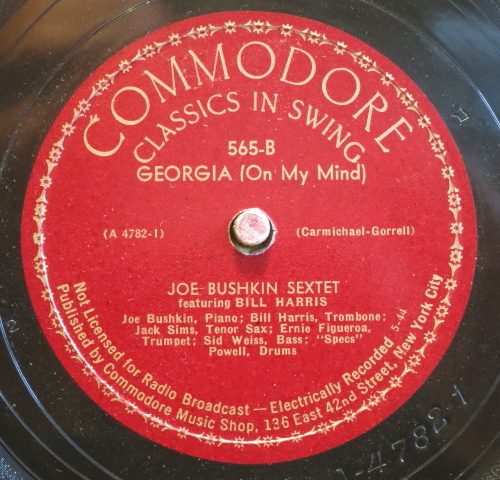 COMMODORE
CLASSICS IN SWING
565-B
GEORGIA (On My Mind)
(A 4782-1)
(Carmichael-Gorrell)
JOE BUSHKIN SEXTET
featuring BILL HARRIS
Joe Bushkin, Piano; Bill Harris, Trombone;
Jack Sims, Tenor Sax; Ernie Figueroa,
Trumpet; Sid Weiss, Bass; "Specs"
Powell, Drums
Not Licensed for Radio Broadcast — Electrically Recorded 5-44
Published by Commodore Music Shop, 136 East 42nd Street, New York City
A-4782-1